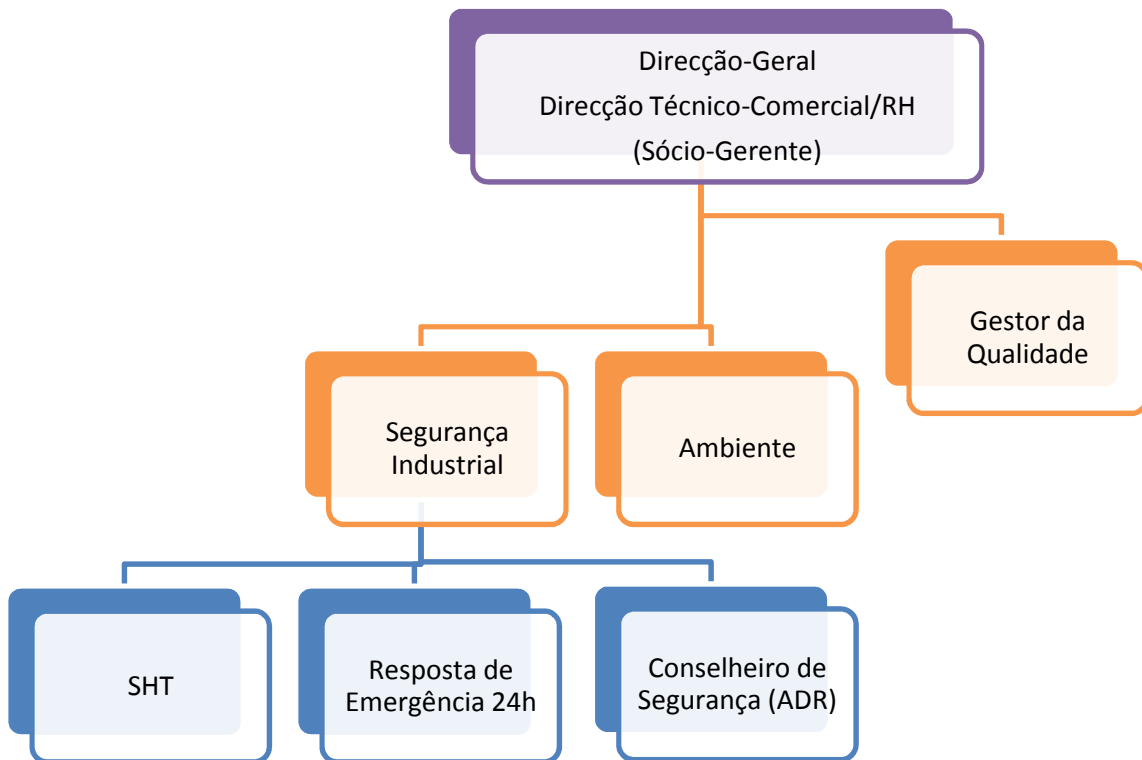 Direcção-Geral
Direcção Técnico-Comercial/RH
(Sócio-Gerente)
Gestor da
Qualidade
Segurança
Industrial
Ambiente
SHT
Resposta de
Emergência 24h
Conselheiro de
Segurança (ADR)